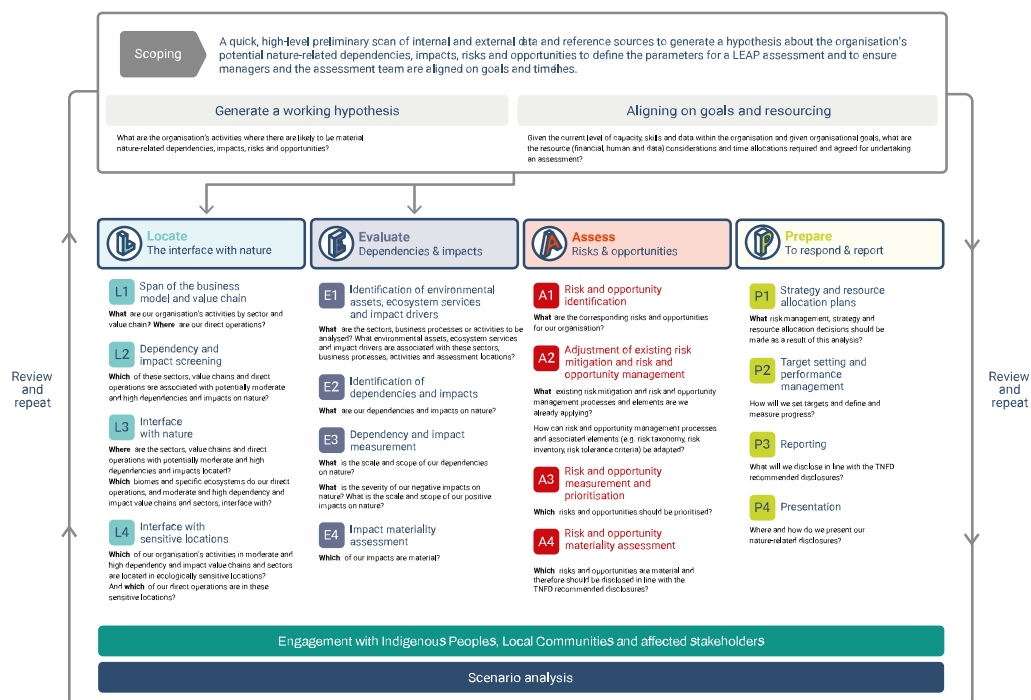 Scoping
A quick, high-level preliminary scan of internal and external data and reference sources to generate a hypothesis about the organisation's
potential nature-related dependencies, impacts, risks and opportunities to define the parameters for a LEAP assessment and to ensure
managers and the assessment team are aligned on goals and timelines.
Generate a working hypothesis
What are the organisation's activities where there are likely to be material
nature-related dependencies, impacts, risks and opportunities?
Aligning on goals and resourcing
Given the current level of capacity, skills and data within the organisation and given organisational goals, what are
the resource (financial, human and data) considerations and time allocations required and agreed for undertaking
an assessment?
Review
and
repeat
Locate
The interface with nature
L1
Span of the business
model and value chain
What are our organisation's activities by sector and
value chain? Where are our direct operations?
L2
Dependency and
impact screening
Which of these sectors, value chains and direct
operations are associated with potentially moderate
and high dependencies and impacts on nature?
L3
Interface
with nature
Where are the sectors, value chains and direct
operations with potentially moderate and high
dependencies and impacts located?
Which biomes and specific ecosystems do our direct
operations, and moderate and high dependency and
impact value chains and sectors, interface with?
L4
Interface with
sensitive locations
Which of our organisation's activities in moderate and
high dependency and impact value chains and sectors
are located in ecologically sensitive locations?
And which of our direct operations are in these
sensitive locations?
Evaluate
Dependencies & impacts
E1
Identification of environmental
assets, ecosystem services
and impact drivers
What are the sectors, business processes or activities to be
analysed? What environmental assets, ecosystem services
and impact drivers are associated with these sectors,
business processes, activities and assessment locations?
E2
Identification of
dependencies and impacts
What are our dependencies and impacts on nature?
E3
Dependency and impact
measurement
What is the scale and scope of our dependencies
on nature?
What is the severity of our negative impacts on
nature? What is the scale and scope of our positive
impacts on nature?
E4
Impact materiality
assessment
Which of our impacts are material?
Assess
Risks & opportunities
A1
Risk and opportunity
identification
What are the corresponding risks and opportunities
for our organisation?
A2
Adjustment of existing risk
mitigation and risk and
opportunity management
What existing risk mitigation and risk and opportunity
management processes and elements are we
already applying?
How can risk and opportunity management processes
and associated elements (e.g. risk taxonomy, risk
inventory, risk tolerance criteria) be adapted?
A3
Risk and opportunity
measurement and
prioritisation
Which risks and opportunities should be prioritised?
A4
Risk and opportunity
materiality assessment
Which risks and opportunities are material and
therefore should be disclosed in line with the
TNFD recommended disclosures?
Prepare
To respond & report
P1
Strategy and resource
allocation plans
What risk management, strategy and
resource allocation decisions should be
made as a result of this analysis?
P2
Target setting and
performance
management
How will we set targets and define and
measure progress?
P3
Reporting
What will we disclose in line with the TNFD
recommended disclosures?
P4
Presentation
Where and how do we present our
nature-related disclosures?
Review
and
repeat
Engagement with Indigenous Peoples, Local Communities and affected stakeholders
Scenario analysis